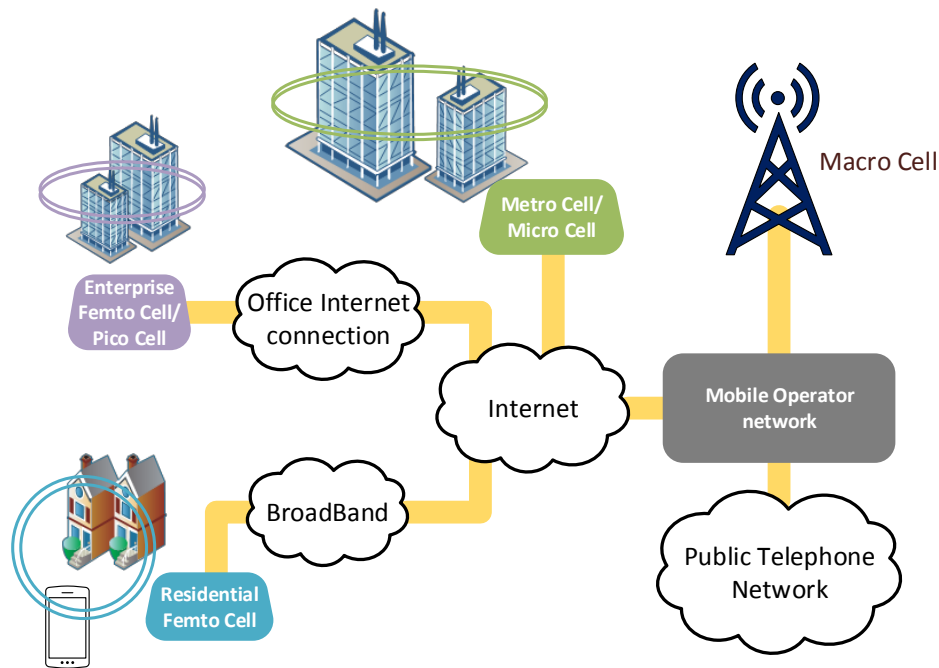 Macro Cell
Metro Cell/
Micro Cell
Enterprise
Femto Cell/
Pico Cell
Office Internet
connection
Internet
Mobile Operator
network
BroadBand
Public Telephone
Network
Residential
Femto Cell